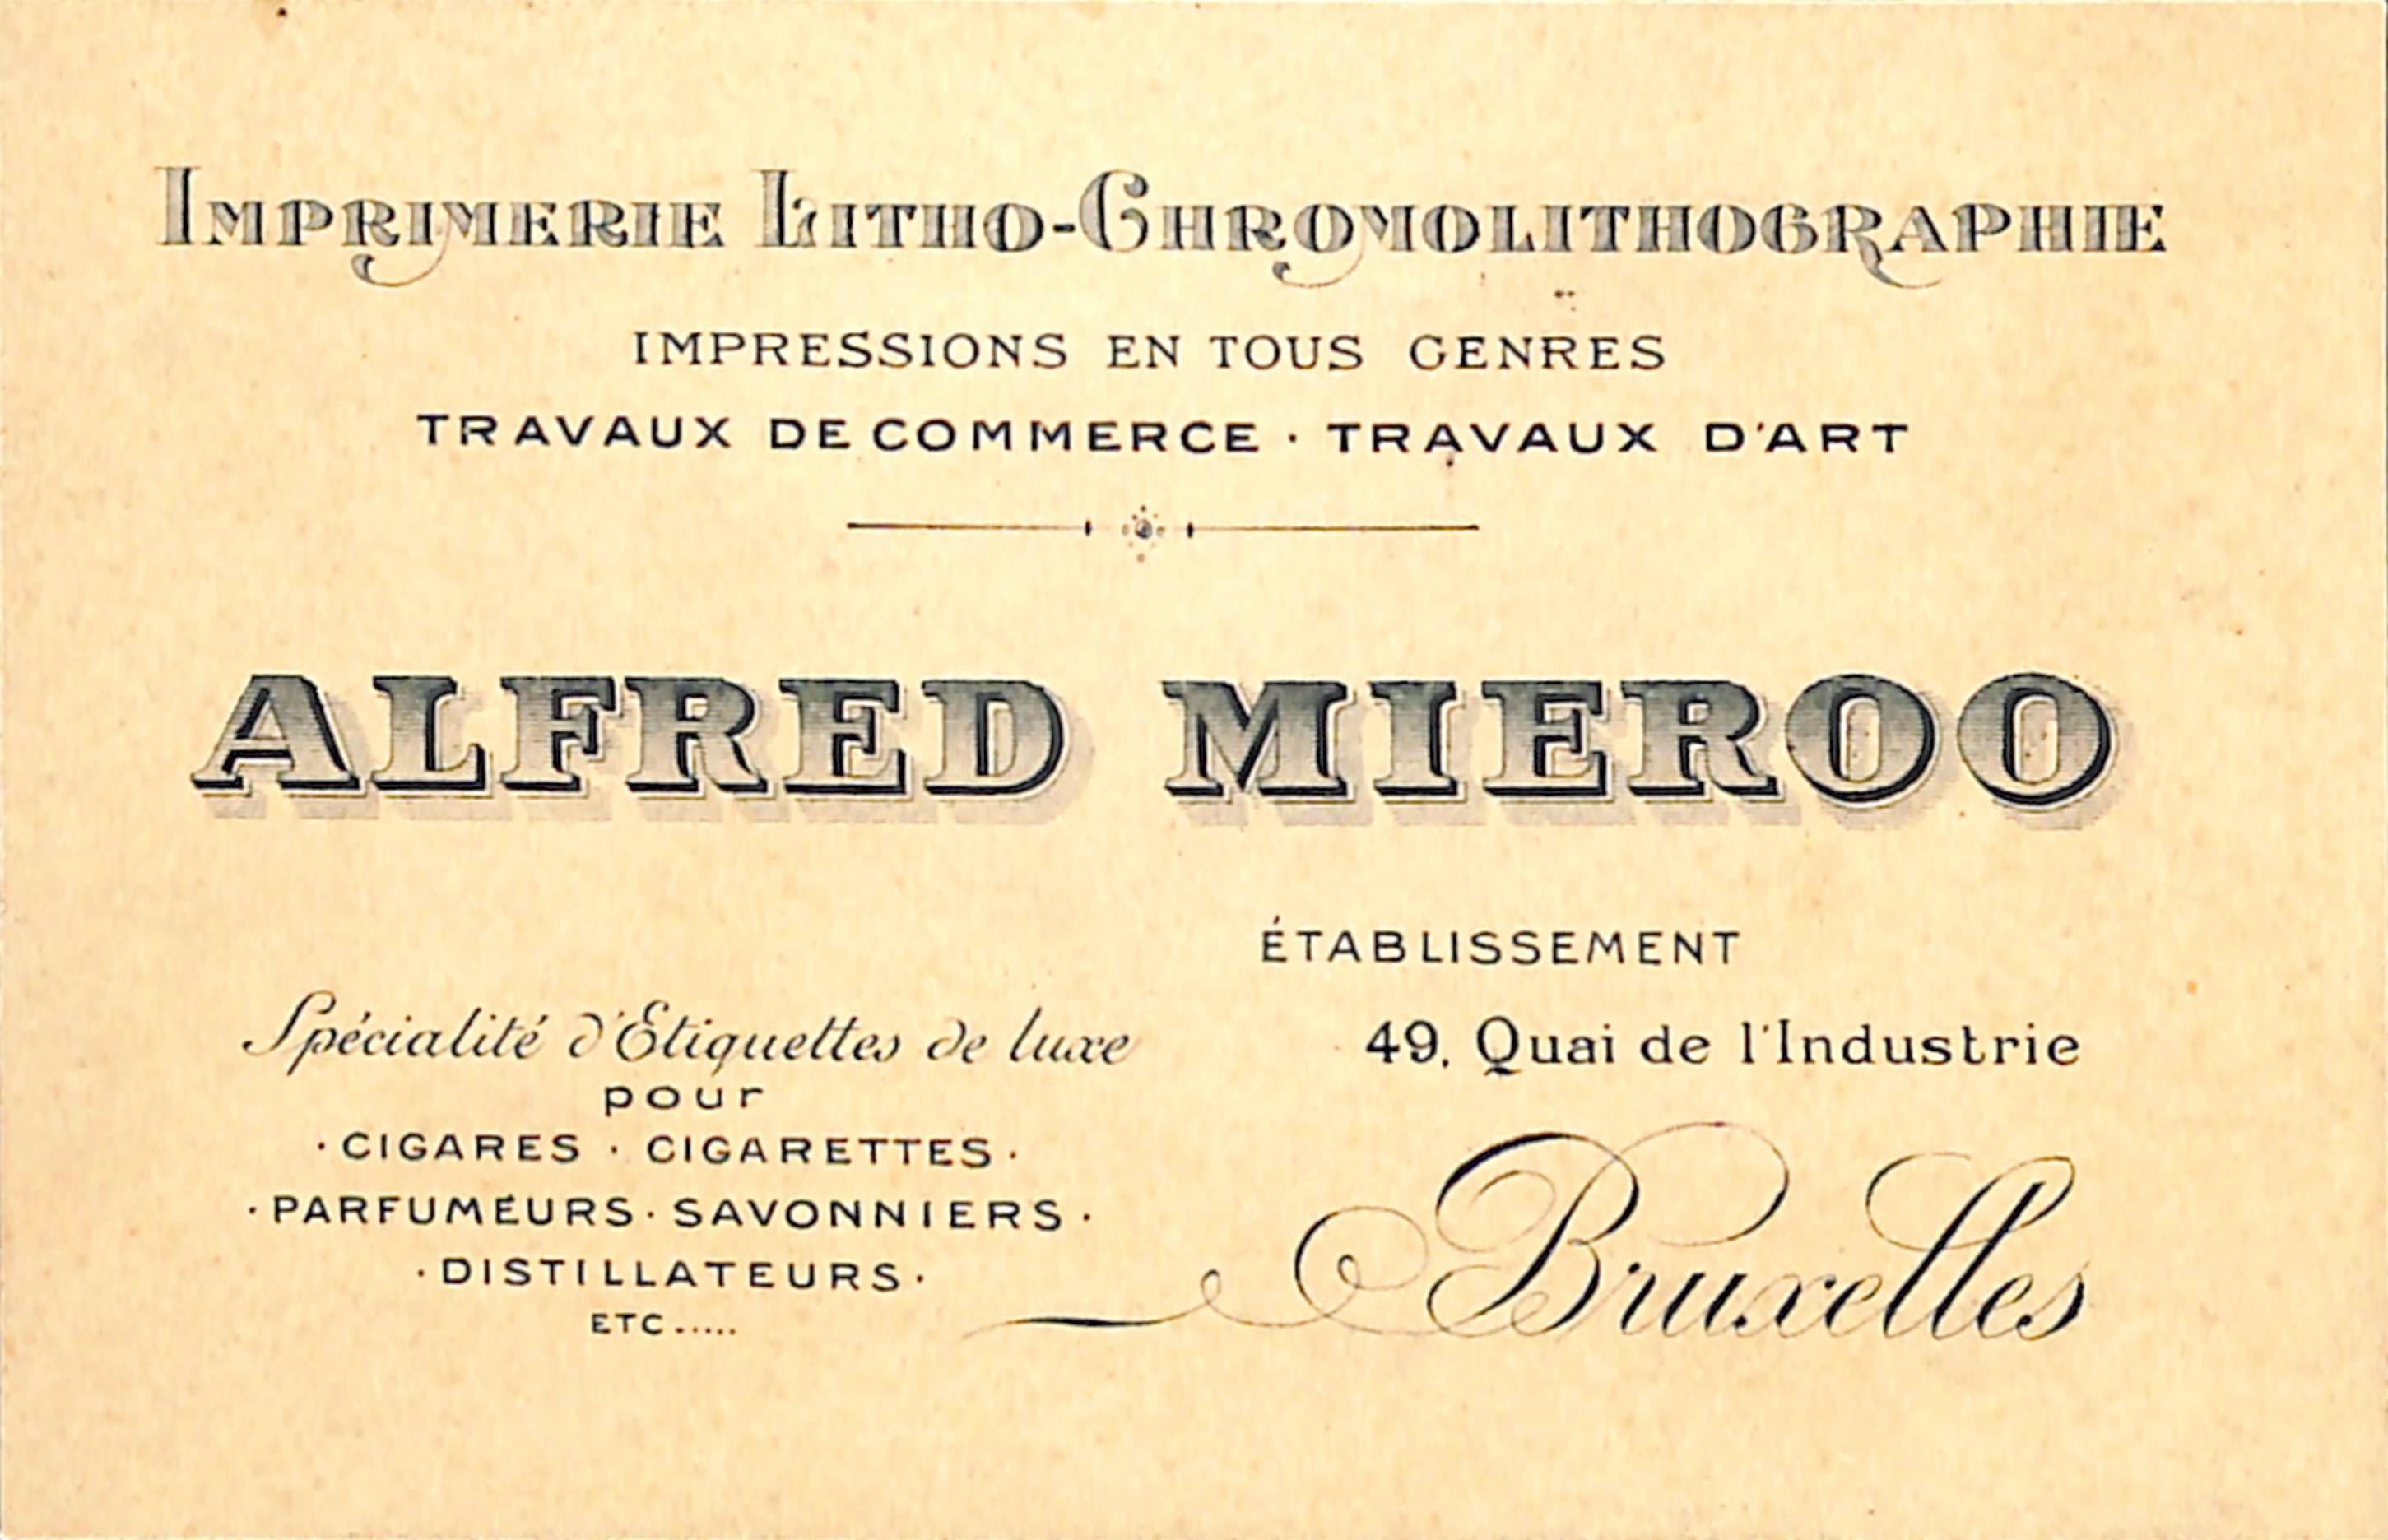 IMPRIMERIE LITHO-CHROMOLITHOGRAPHIE
IMPRESSIONS EN TOUS GENRES
TRAVAUX DE COMMERCE · TRAVAUX D'ART
ALFRED MIEROO
Spécialité d'Etiquettes de luxe
pour
· CIGARES · CIGARETTES ·
· PARFUMEURS · SAVONNIERS ·
· DISTILLATEURS ·
ETC.....
ÉTABLISSEMENT
49, Quai de l'Industrie
Bruxelles